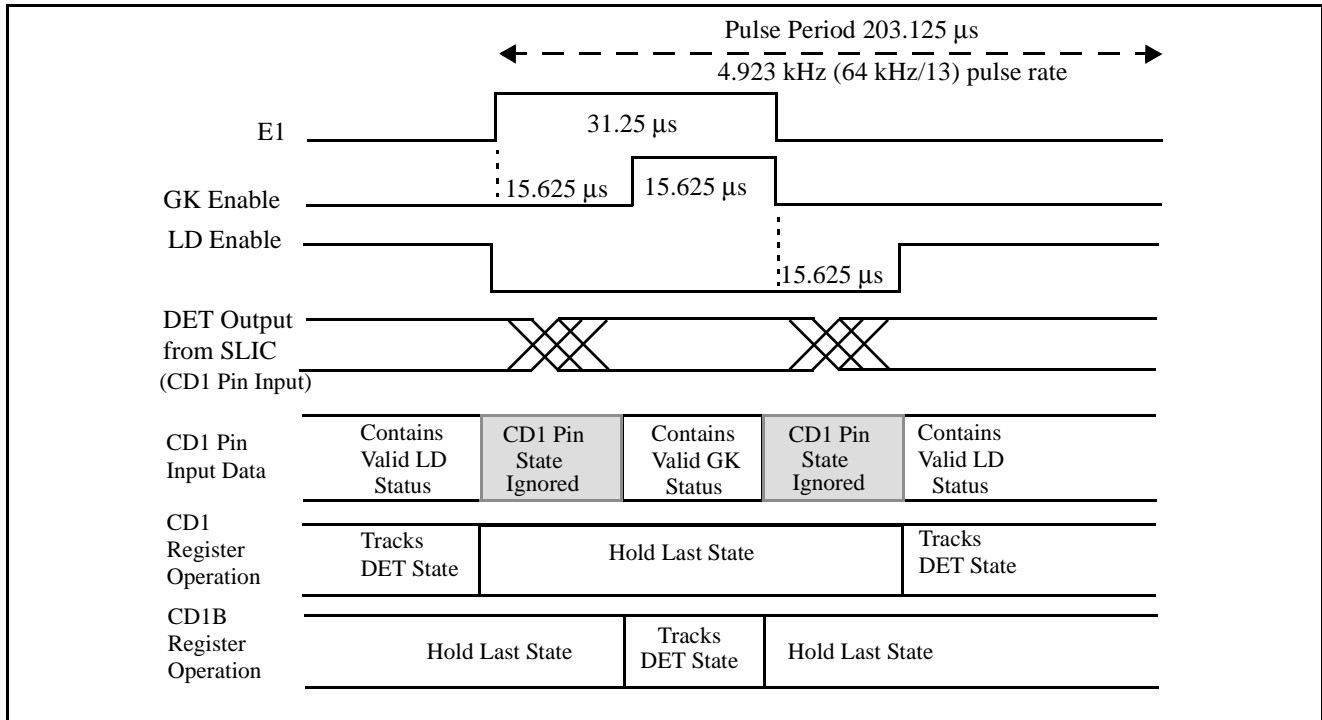 Pulse Period 203.125 µs
4.923 kHz (64 kHz/13) pulse rate
E1
31.25 µs
GK Enable
15.625 µs
15.625 µs
LD Enable
15.625 µs
DET Output
from SLIC
(CD1 Pin Input)
CD1 Pin
Input Data
Contains
Valid LD
Status
CD1 Pin
State
Ignored
Contains
Valid GK
Status
CD1 Pin
State
Ignored
Contains
Valid LD
Status
CD1
Register
Operation
Tracks
DET State
Hold Last State
Tracks
DET State
CD1B
Register
Operation
Hold Last State
Tracks
DET State
Hold Last State